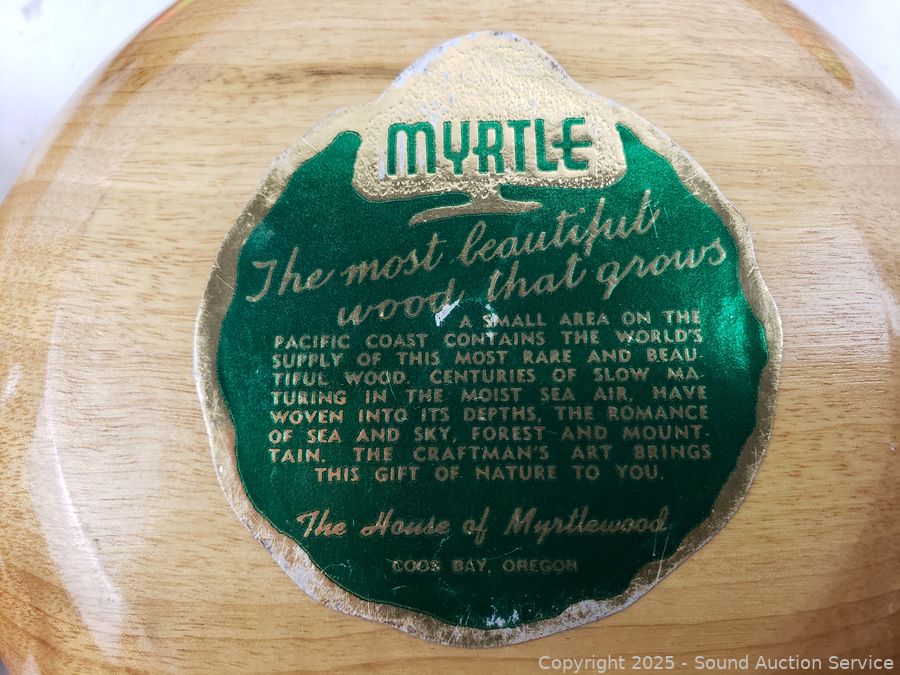 MYRTLE
The most beautiful
wood that grows
A SMALL AREA ON THE
PACIFIC COAST CONTAINS THE WORLD'S
SUPPLY OF THIS MOST RARE AND BEAU-
TIFUL WOOD. CENTURIES OF SLOW MA-
TURING IN THE MOIST SEA AIR, HAVE
WOVEN INTO ITS DEPTHS, THE ROMANCE
OF SEA AND SKY, FOREST AND MOUNT-
TAIN. THE CRAFTMAN'S ART BRINGS
THIS GIFT OF NATURE TO YOU.
The House of Myrtlewood
COOS BAY, OREGON
Copyright 2025 - Sound Auction Service